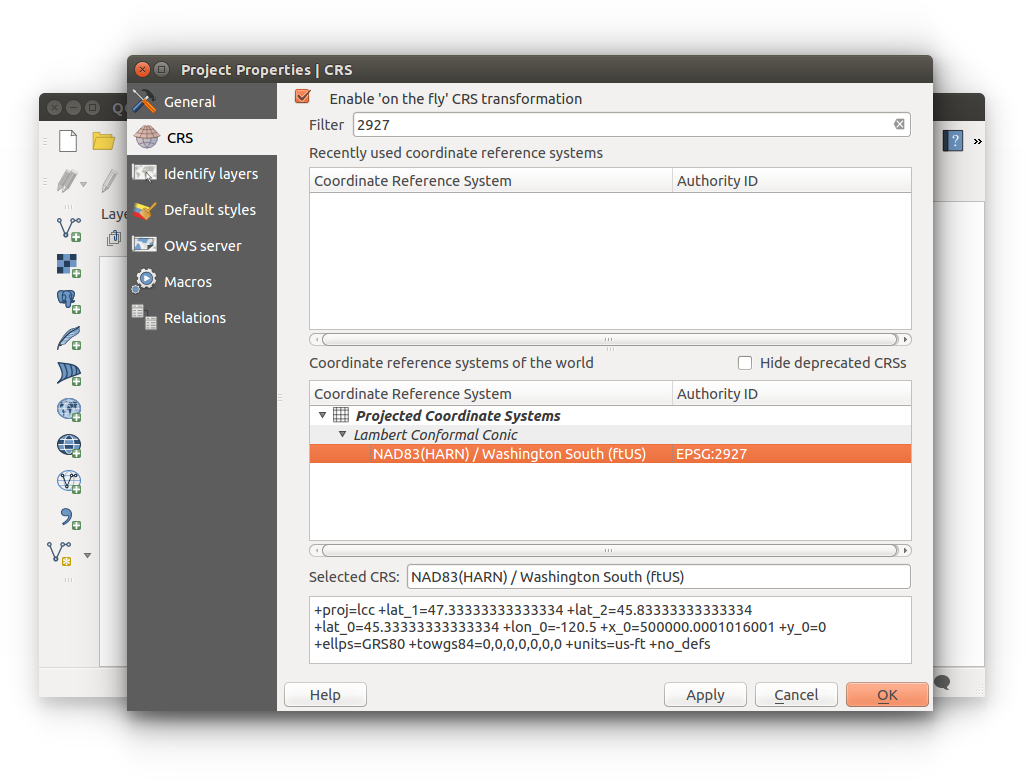 Project Properties | CRS
Q
General
CRS
Identify layers
Default styles
OWS server
Macros
Relations
Laye
Enable 'on the fly' CRS transformation
Filter 2927
Recently used coordinate reference systems
Coordinate Reference System Authority ID
Coordinate reference systems of the world Hide deprecated CRSs
Coordinate Reference System Authority ID
Projected Coordinate Systems
Lambert Conformal Conic
NAD83(HARN) / Washington South (ftUS) EPSG:2927
Selected CRS: NAD83(HARN) / Washington South (ftUS)
+proj=lcc +lat_1=47.33333333333334 +lat_2=45.83333333333334
+lat_0=45.33333333333334 +lon_0=-120.5 +x_0=500000.0001016001 +y_0=0
+ellps=GRS80 +towgs84=0,0,0,0,0,0,0 +units=us-ft +no_defs
Help Apply Cancel OK
? »